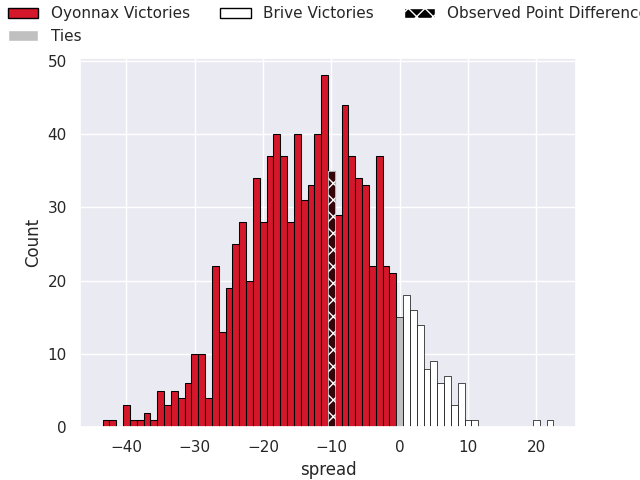 Oyonnax Victories
Brive Victories
Observed Point Differenc
Ties
50
40
30
20
10
0
Count
−40
−30
−20
−10
0
10
20
spread